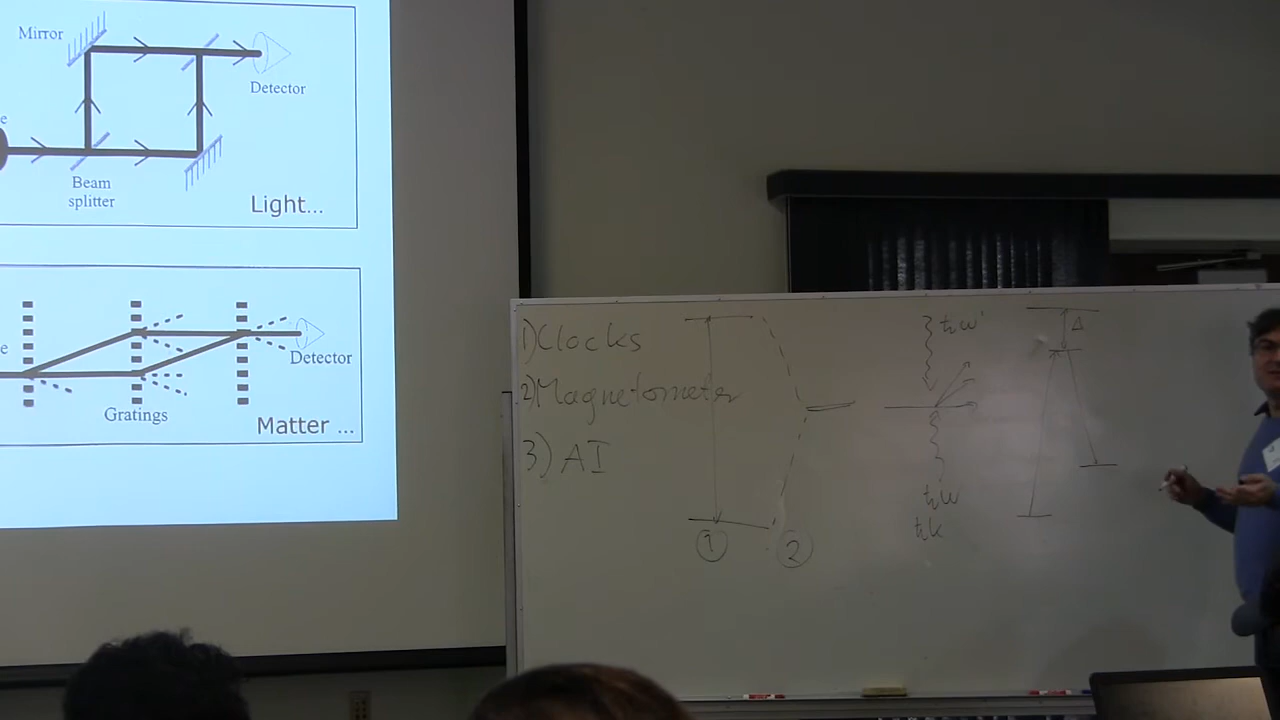 Mirror
Detector
Beam
splitter
Light...
Detector
Gratings
Matter ...
1) Clocks
2) Magnetometer
3) AI
1
2
ħω'
ħω
ħk
Δ